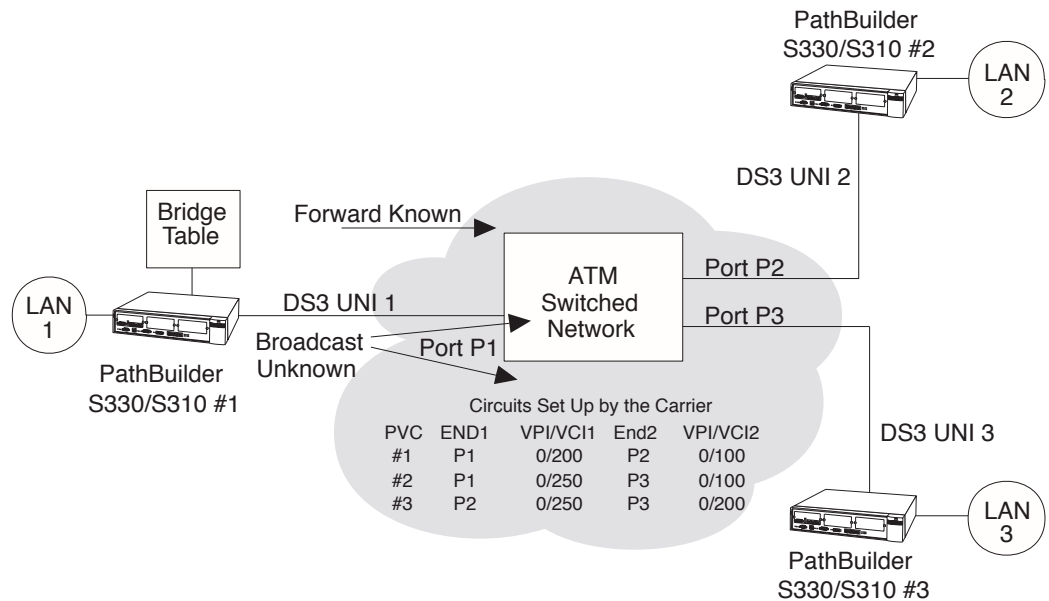 PathBuilder
S330/S310 #2
LAN
2
DS3 UNI 2
Bridge
Table
Forward Known
ATM
Switched
Network
Port P2
Port P3
LAN
1
DS3 UNI 1
Broadcast
Unknown
Port P1
PathBuilder
S330/S310 #1
Circuits Set Up by the Carrier
PVC END1 VPI/VCI1 End2 VPI/VCI2
#1 P1 0/200 P2 0/100
#2 P1 0/250 P3 0/100
#3 P2 0/250 P3 0/200
DS3 UNI 3
LAN
3
PathBuilder
S330/S310 #3